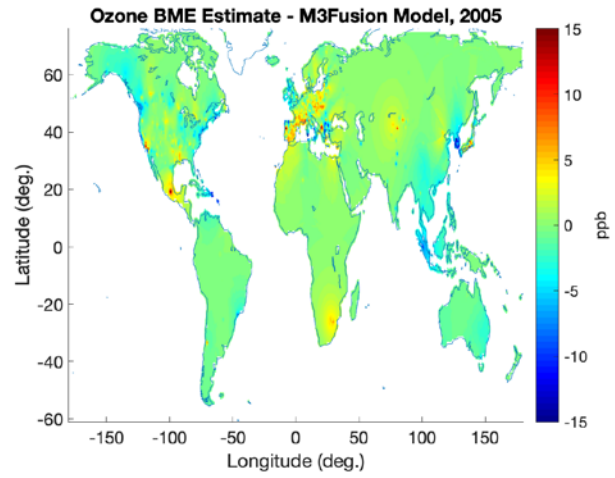 Ozone BME Estimate - M3Fusion Model, 2005
15
10
5
0
-5
-10
-15
ppb
60
40
20
0
-20
-40
-60
Latitude (deg.)
-150 -100 -50 0 50 100 150
Longitude (deg.)